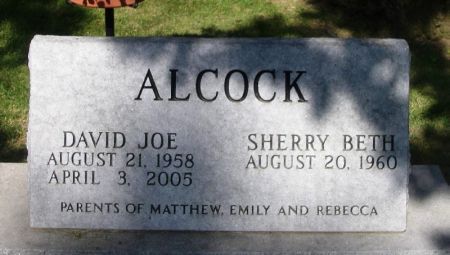 ALCOCK
DAVID JOE SHERRY BETH
AUGUST 21, 1958 AUGUST 20, 1960
APRIL 3, 2005
PARENTS OF MATTHEW, EMILY AND REBECCA